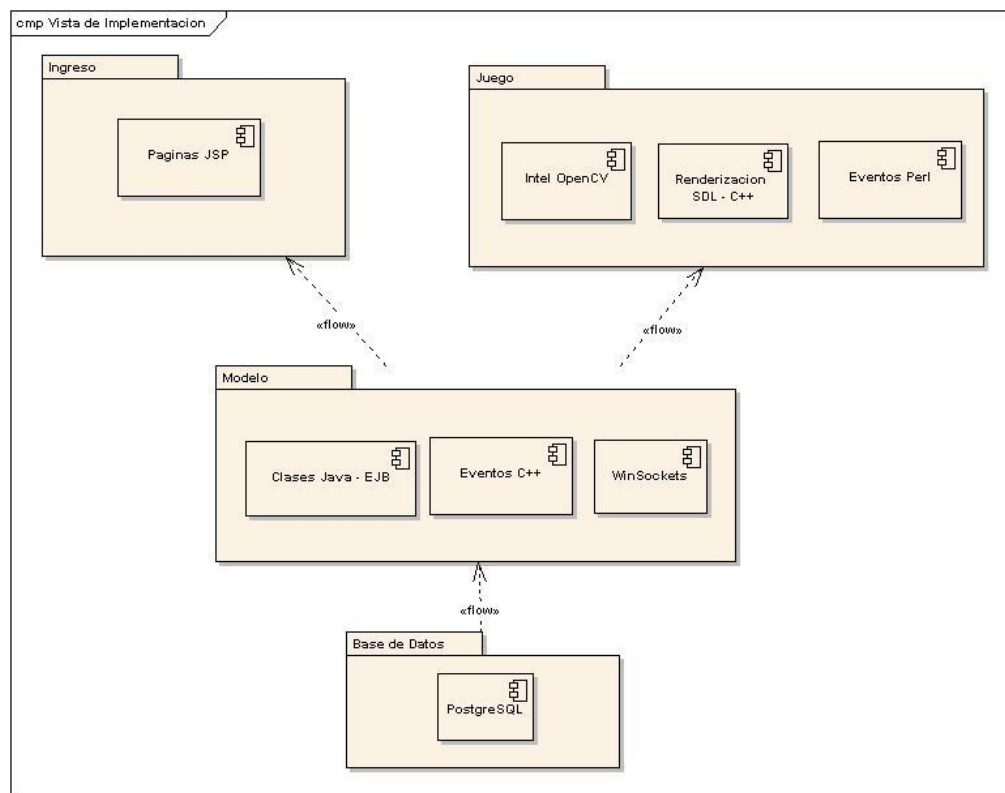 cmp Vista de Implementacion
Ingreso
Paginas JSP
Juego
Intel OpenCV
Renderizacion
SDL - C++
Eventos Perl
«flow»
«flow»
Modelo
Clases Java - EJB
Eventos C++
WinSockets
«flow»
Base de Datos
PostgreSQL